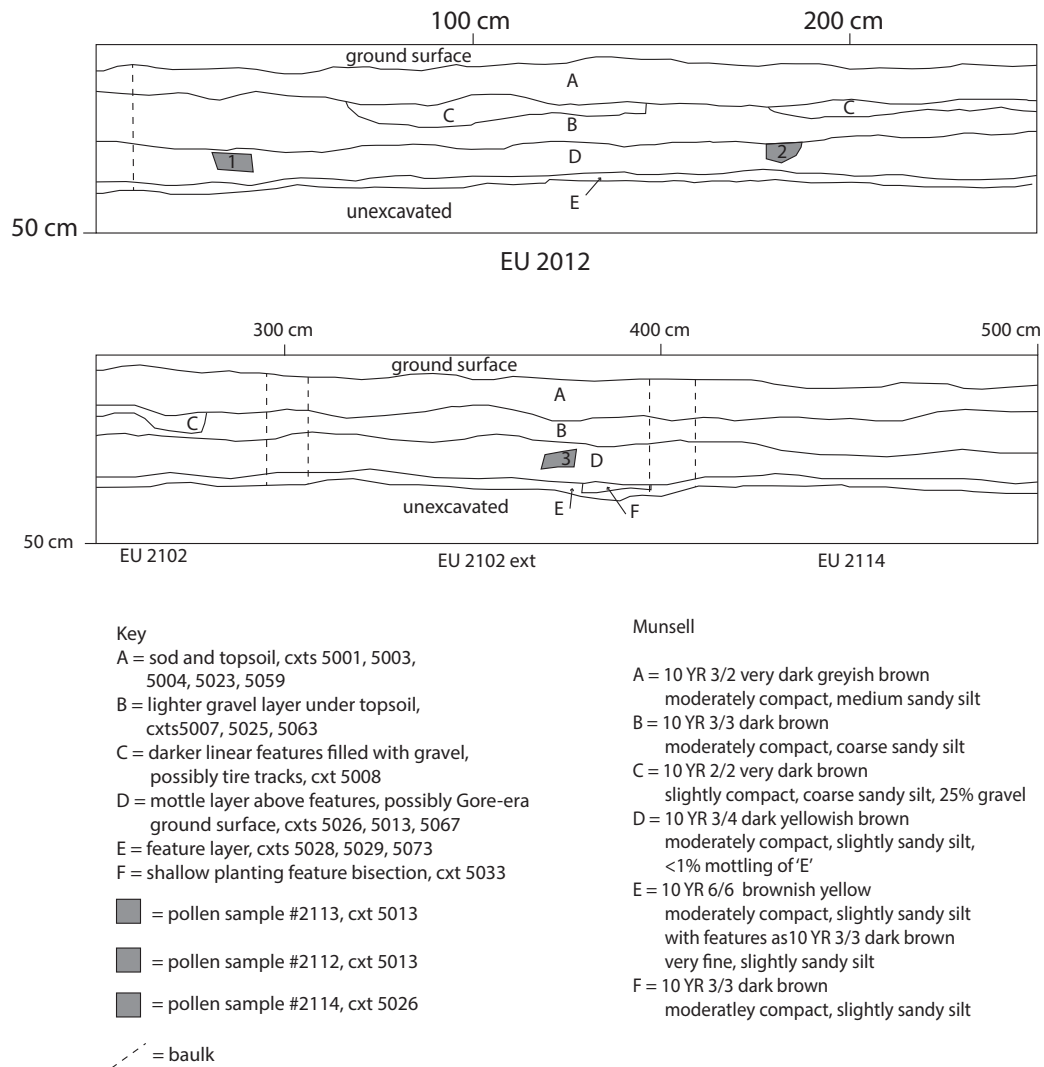 100 cm
200 cm
ground surface
A
C
C
B
1
D
2
E
unexcavated
50 cm
EU 2012
300 cm
400 cm
500 cm
ground surface
A
C
B
3
D
unexcavated
E
F
50 cm
EU 2102
EU 2102 ext
EU 2114
Key
A = sod and topsoil, cxts 5001, 5003,
5004, 5023, 5059
B = lighter gravel layer under topsoil,
cxts5007, 5025, 5063
C = darker linear features filled with gravel,
possibly tire tracks, cxt 5008
D = mottle layer above features, possibly Gore-era
ground surface, cxts 5026, 5013, 5067
E = feature layer, cxts 5028, 5029, 5073
F = shallow planting feature bisection, cxt 5033
= pollen sample #2113, cxt 5013
= pollen sample #2112, cxt 5013
= pollen sample #2114, cxt 5026
= baulk
Munsell
A = 10 YR 3/2 very dark greyish brown
moderately compact, medium sandy silt
B = 10 YR 3/3 dark brown
moderately compact, coarse sandy silt
C = 10 YR 2/2 very dark brown
slightly compact, coarse sandy silt, 25% gravel
D = 10 YR 3/4 dark yellowish brown
moderately compact, slightly sandy silt,
<1% mottling of 'E'
E = 10 YR 6/6 brownish yellow
moderately compact, slightly sandy silt
with features as10 YR 3/3 dark brown
very fine, slightly sandy silt
F = 10 YR 3/3 dark brown
moderatley compact, slightly sandy silt